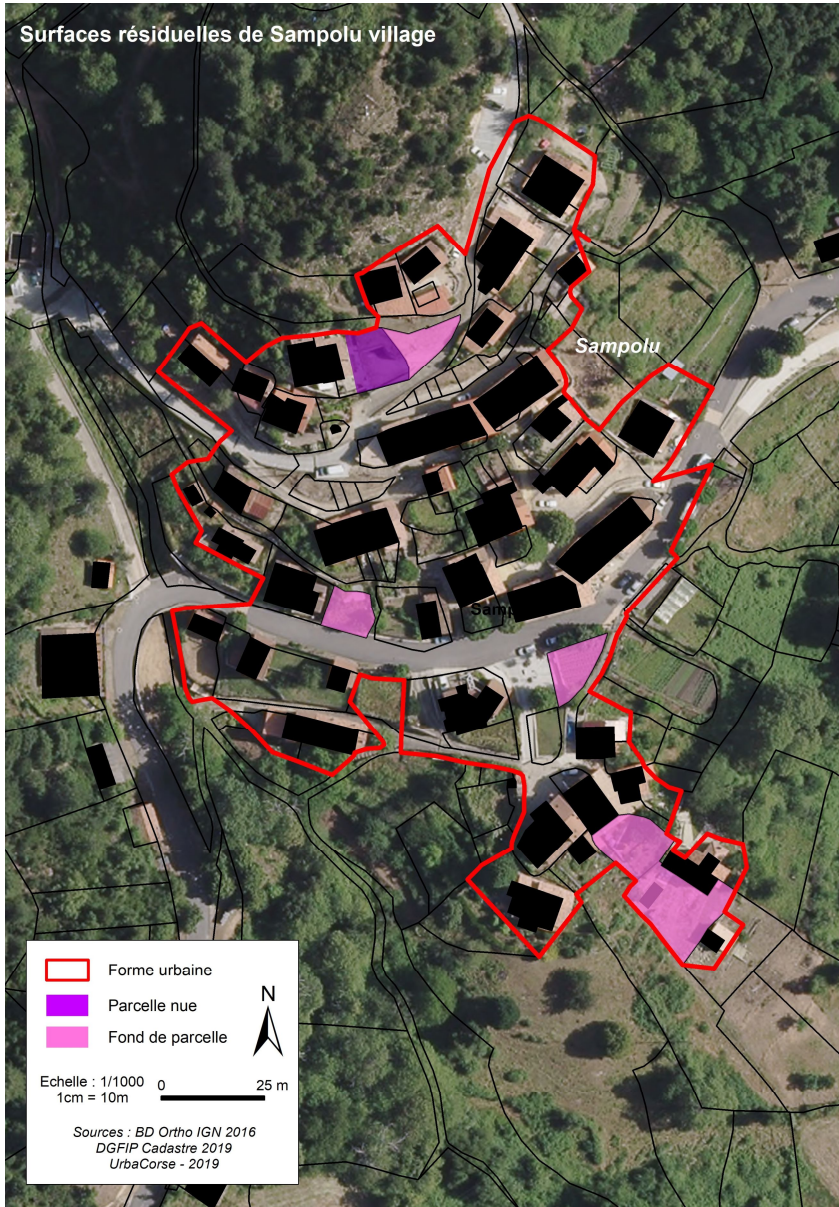 Surfaces résiduelles de Sampolu village
Sampolu
Samp
Forme urbaine
Parcelle nue
Fond de parcelle
N
Echelle : 1/1000
1cm = 10m
0 25 m
Sources : BD Ortho IGN 2016
DGFIP Cadastre 2019
UrbaCorse - 2019